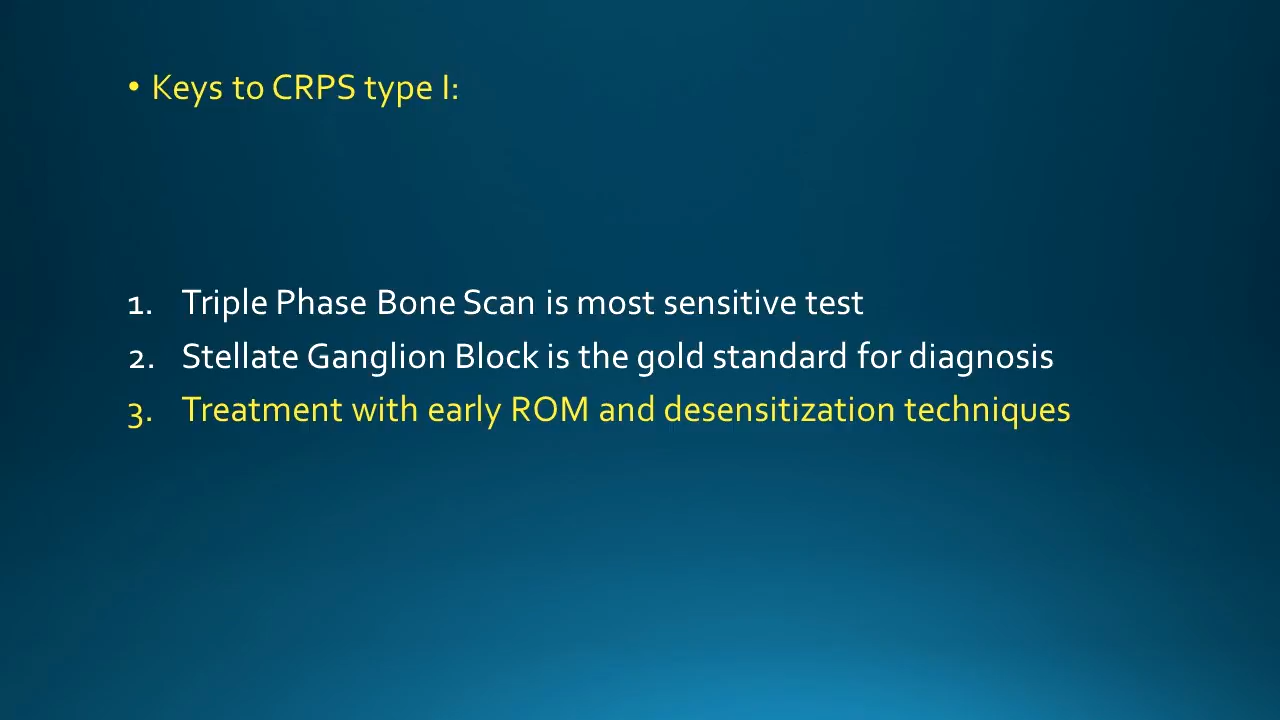 • Keys to CRPS type I:
1. Triple Phase Bone Scan is most sensitive test
2. Stellate Ganglion Block is the gold standard for diagnosis
3. Treatment with early ROM and desensitization techniques